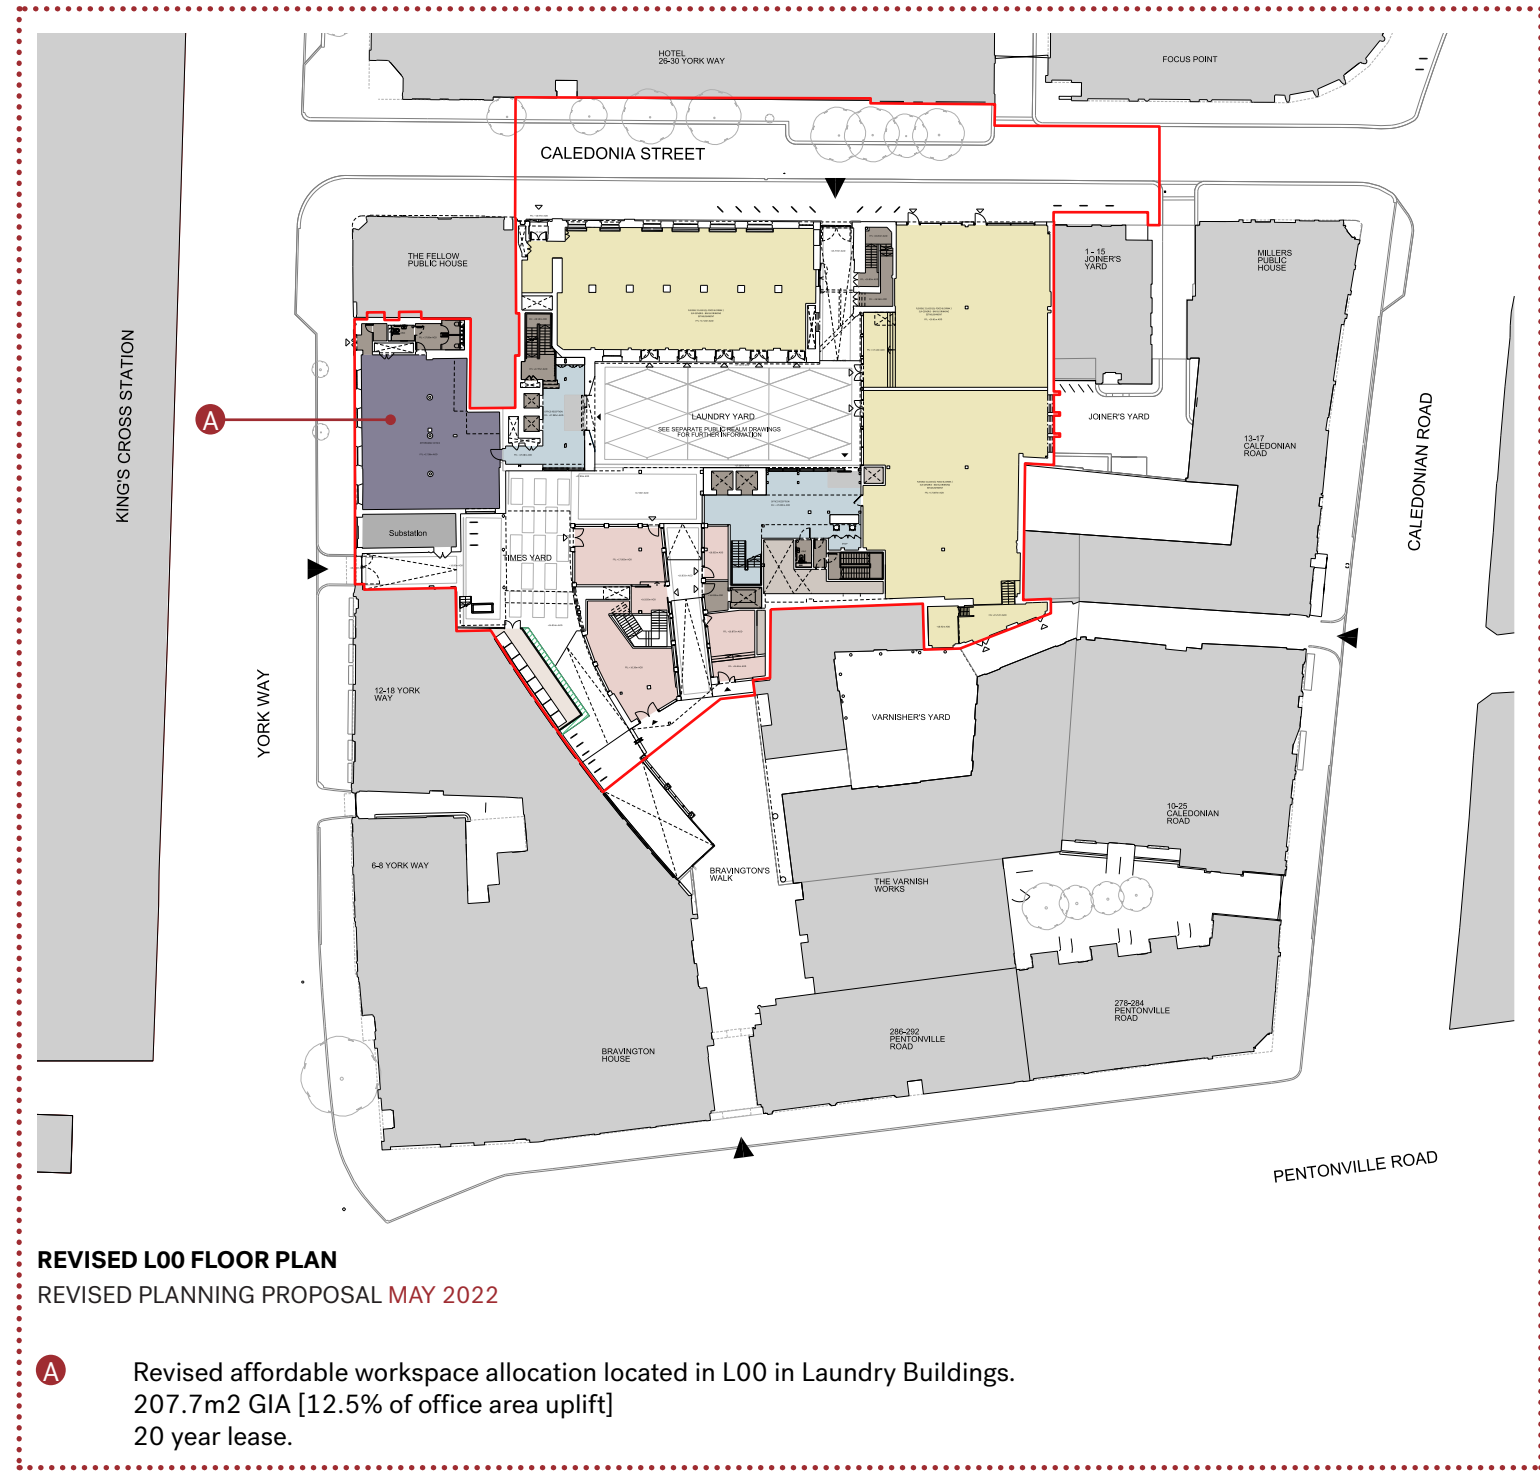 HOTEL
26-30 YORK WAY
FOCUS POINT
CALEDONIA STREET
THE FELLOW
PUBLIC HOUSE
1 - 15
JOINER'S
YARD
MILLERS
PUBLIC
HOUSE
KING'S CROSS STATION
A
LAUNDRY YARD
SEE SEPARATE PUBLIC REALM DRAWINGS
FOR FURTHER INFORMATION
JOINER'S YARD
13-17
CALEDONIAN
ROAD
CALEDONIAN ROAD
Substation
TIMES YARD
YORK WAY
12-18 YORK
WAY
VARNISHER'S YARD
10-25
CALEDONIAN
ROAD
6-8 YORK WAY
BRAVINGTON'S
WALK
THE VARNISH
WORKS
278-284
PENTONVILLE
ROAD
286-292
PENTONVILLE
ROAD
BRAVINGTON
HOUSE
PENTONVILLE ROAD
REVISED L00 FLOOR PLAN
REVISED PLANNING PROPOSAL MAY 2022
A
Revised affordable workspace allocation located in L00 in Laundry Buildings.
207.7m2 GIA [12.5% of office area uplift]
20 year lease.